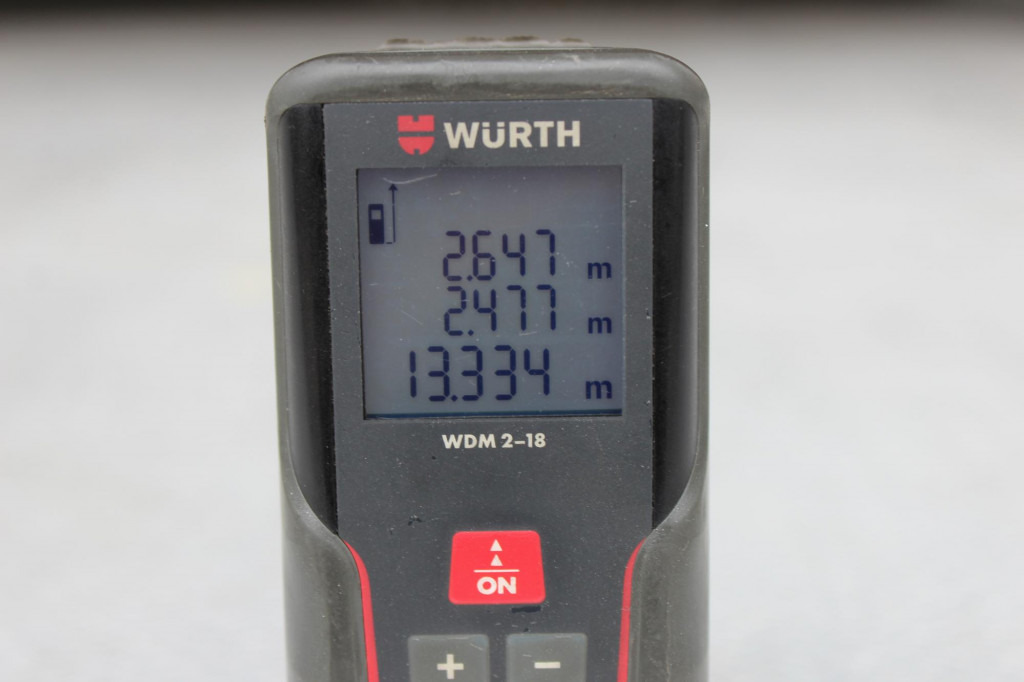 WÜRTH
2.647 m
2.477 m
13.334 m
WDM 2-18
ON
+ −